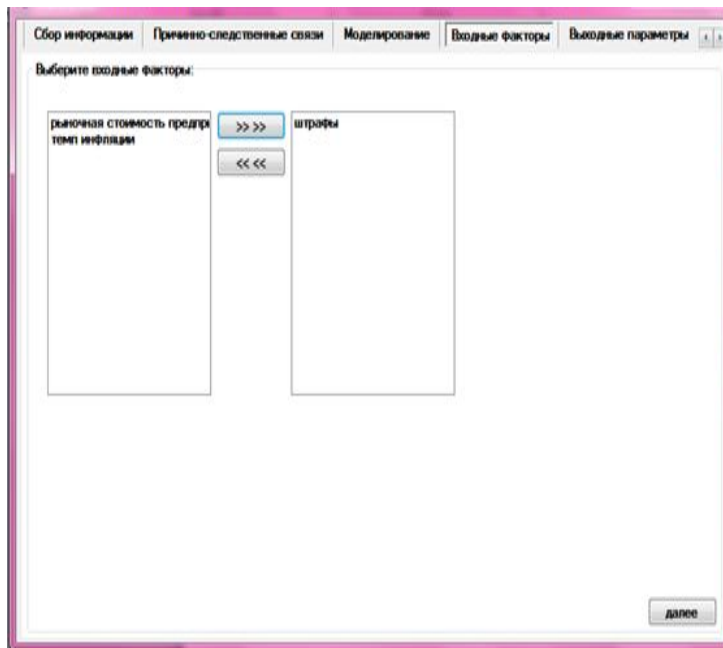 Сбор информации Причинно-следственные связи Моделирование Входные факторы Выходные параметры
Выберите входные факторы:
рыночная стоимость предпр >> >> штрафы
темп инфляции
<< <<
далее